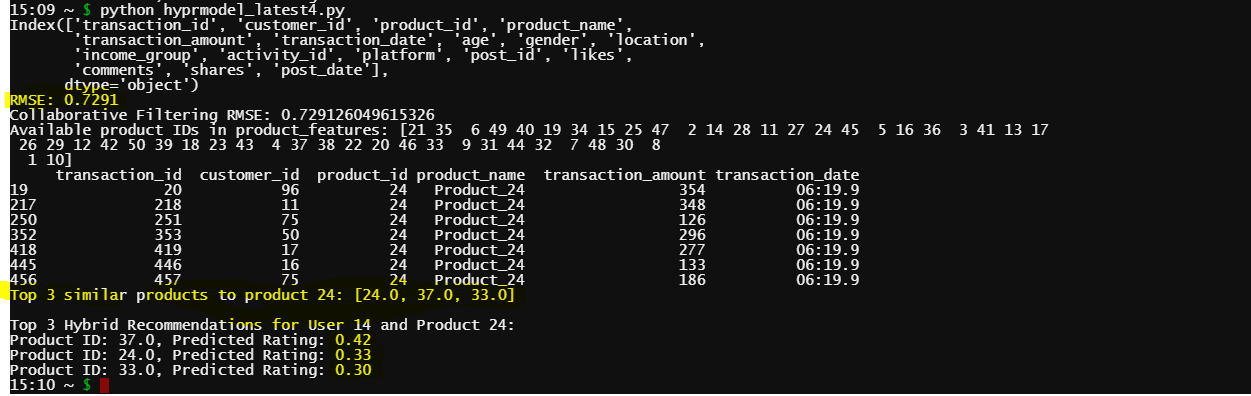 15:09 ~ $ python hyprmodel_latest4.py
Index(['transaction_id', 'customer_id', 'product_id', 'product_name',
'transaction_amount', 'transaction_date', 'age', 'gender', 'location',
'income_group', 'activity_id', 'platform', 'post_id', 'likes',
'comments', 'shares', 'post_date'],
dtype='object')
RMSE: 0.7291
Collaborative Filtering RMSE: 0.729126049615326
Available product IDs in product_features: [21 35  6 49 40 19 34 15 25 47  2 14 28 11 27 24 45  5 16 36  3 41 13 17
26 29 12 42 50 39 18 23 43  4 37 38 22 20 46 33  9 31 44 32  7 48 30  8
1 10]
transaction_id  customer_id  product_id product_name  transaction_amount transaction_date
19 20 96 24 Product_24 354 06:19.9
217 218 11 24 Product_24 348 06:19.9
250 251 75 24 Product_24 126 06:19.9
352 353 50 24 Product_24 296 06:19.9
418 419 17 24 Product_24 277 06:19.9
445 446 16 24 Product_24 133 06:19.9
456 457 75 24 Product_24 186 06:19.9
Top 3 similar products to product 24: [24.0, 37.0, 33.0]
Top 3 Hybrid Recommendations for User 14 and Product 24:
Product ID: 37.0, Predicted Rating: 0.42
Product ID: 24.0, Predicted Rating: 0.33
Product ID: 33.0, Predicted Rating: 0.30
15:10 ~ $